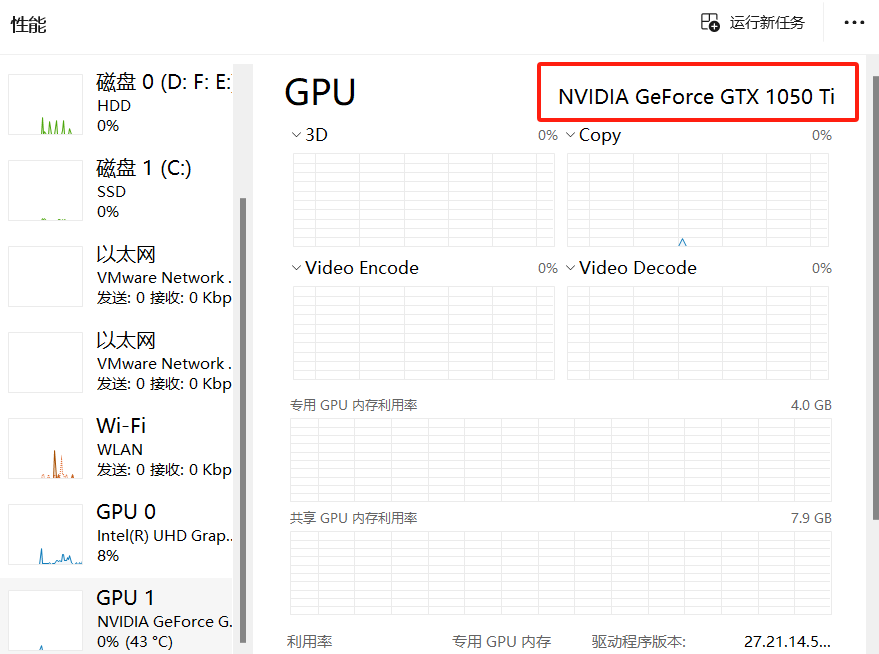 性能
运行新任务
磁盘 0 (D: F: E:)
HDD
0%
磁盘 1 (C:)
SSD
0%
以太网
VMware Network .
发送: 0 接收: 0 Kbp
以太网
VMware Network .
发送: 0 接收: 0 Kbp
Wi-Fi
WLAN
发送: 0 接收: 0 Kbp
GPU 0
Intel(R) UHD Grap..
8%
GPU 1
NVIDIA GeForce G.
0% (43 °C)
GPU
NVIDIA GeForce GTX 1050 Ti
3D 0%
Copy 0%
Video Encode 0%
Video Decode 0%
专用 GPU 内存利用率 4.0 GB
共享 GPU 内存利用率 7.9 GB
利用率 专用 GPU 内存 驱动程序版本: 27.21.14.5...